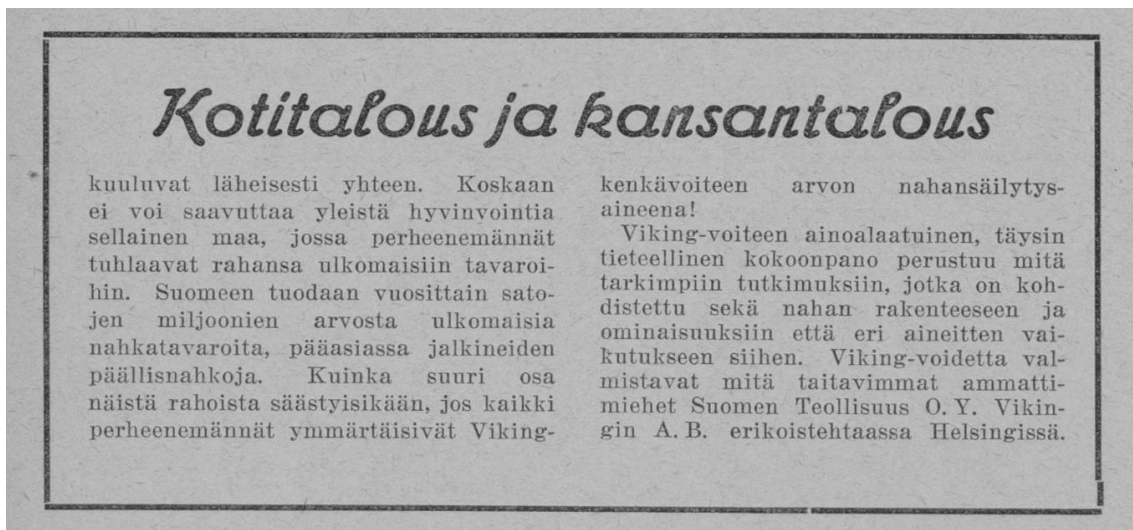 Kotitalous ja kansantalous
kuuluvat läheisesti yhteen. Koskaan
ei voi saavuttaa yleistä hyvinvointia
sellainen maa, jossa perheenemännät
tuhlaavat rahansa ulkomaisiin tavaroi-
hin. Suomeen tuodaan vuosittain sato-
jen miljoonien arvosta ulkomaisia
nahkatavaroita, pääasiassa jalkineiden
päällisnahkoja. Kuinka suuri osa
näistä rahoista säästyisikään, jos kaikki
perheenemännät ymmärtäisivät Viking-
kenkävoiteen arvon nahansäilytys-
aineena!
Viking-voiteen ainoalaatuinen, täysin
tieteellinen kokoonpano perustuu mitä
tarkimpiin tutkimuksiin, jotka on koh-
distettu sekä nahan rakenteeseen ja
ominaisuuksiin että eri aineitten vai-
kutukseen siihen. Viking-voidetta val-
mistavat mitä taitavimmat ammatti-
miehet Suomen Teollisuus O. Y. Vikin-
gin A. B. erikoistehtaassa Helsingissä.